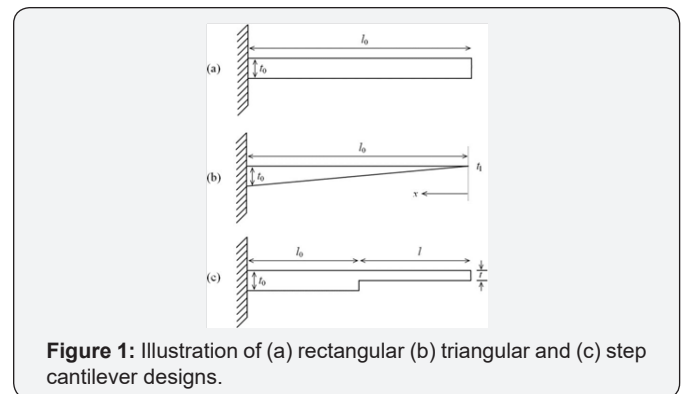 l₀
(a)
t₀
l₀
(b)
t₀
t₁
x
l₀
l
(c)
t₀
t
Figure 1: Illustration of (a) rectangular (b) triangular and (c) step
cantilever designs.